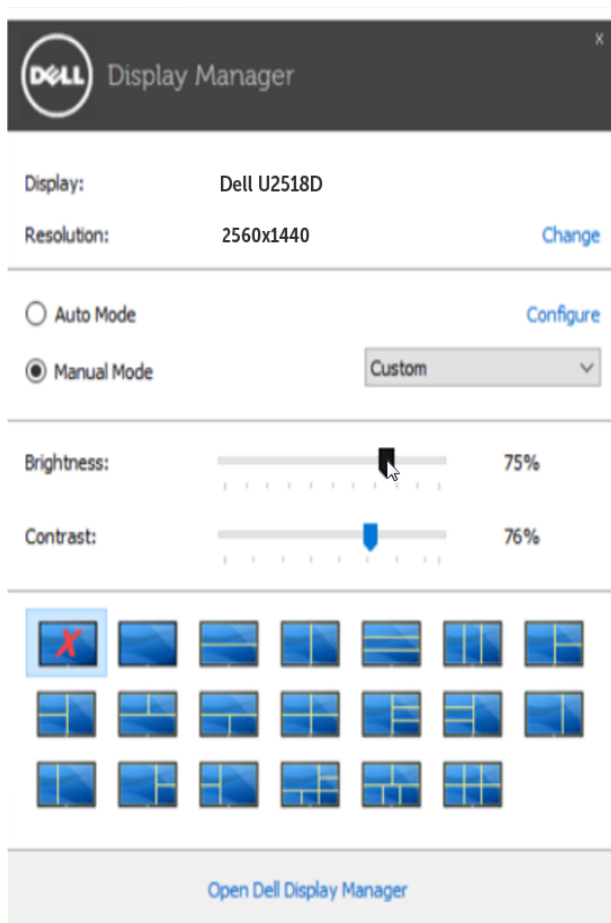 DELL Display Manager X
Display: Dell U2518D
Resolution: 2560x1440 Change
Auto Mode Configure
Manual Mode Custom
Brightness: 75%
Contrast: 76%
Open Dell Display Manager